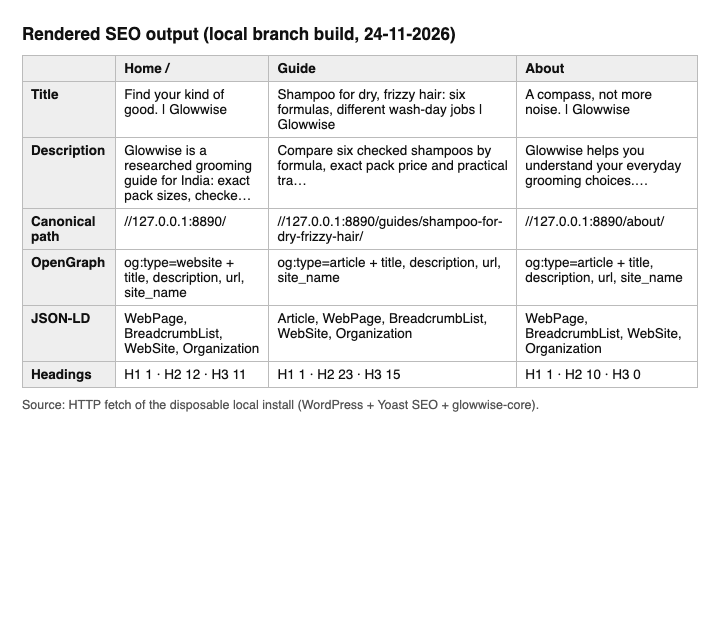 Rendered SEO output (local branch build, 24-11-2026)
Home /
Guide
About
Title
Find your kind of
good. | Glowwise
Shampoo for dry, frizzy hair: six
formulas, different wash-day jobs |
Glowwise
A compass, not more
noise. | Glowwise
Description
Glowwise is a
researched grooming
guide for India: exact
pack sizes, checke…
Compare six checked shampoos by
formula, exact pack price and practical
tra…
Glowwise helps you
understand your everyday
grooming choices.…
Canonical
path
//127.0.0.1:8890/
//127.0.0.1:8890/guides/shampoo-for-
dry-frizzy-hair/
//127.0.0.1:8890/about/
OpenGraph
og:type=website +
title, description, url,
site_name
og:type=article + title, description, url,
site_name
og:type=article + title,
description, url, site_name
JSON-LD
WebPage,
BreadcrumbList,
WebSite, Organization
Article, WebPage, BreadcrumbList,
WebSite, Organization
WebPage,
BreadcrumbList, WebSite,
Organization
Headings
H1 1 · H2 12 · H3 11
H1 1 · H2 23 · H3 15
H1 1 · H2 10 · H3 0
Source: HTTP fetch of the disposable local install (WordPress + Yoast SEO + glowwise-core).